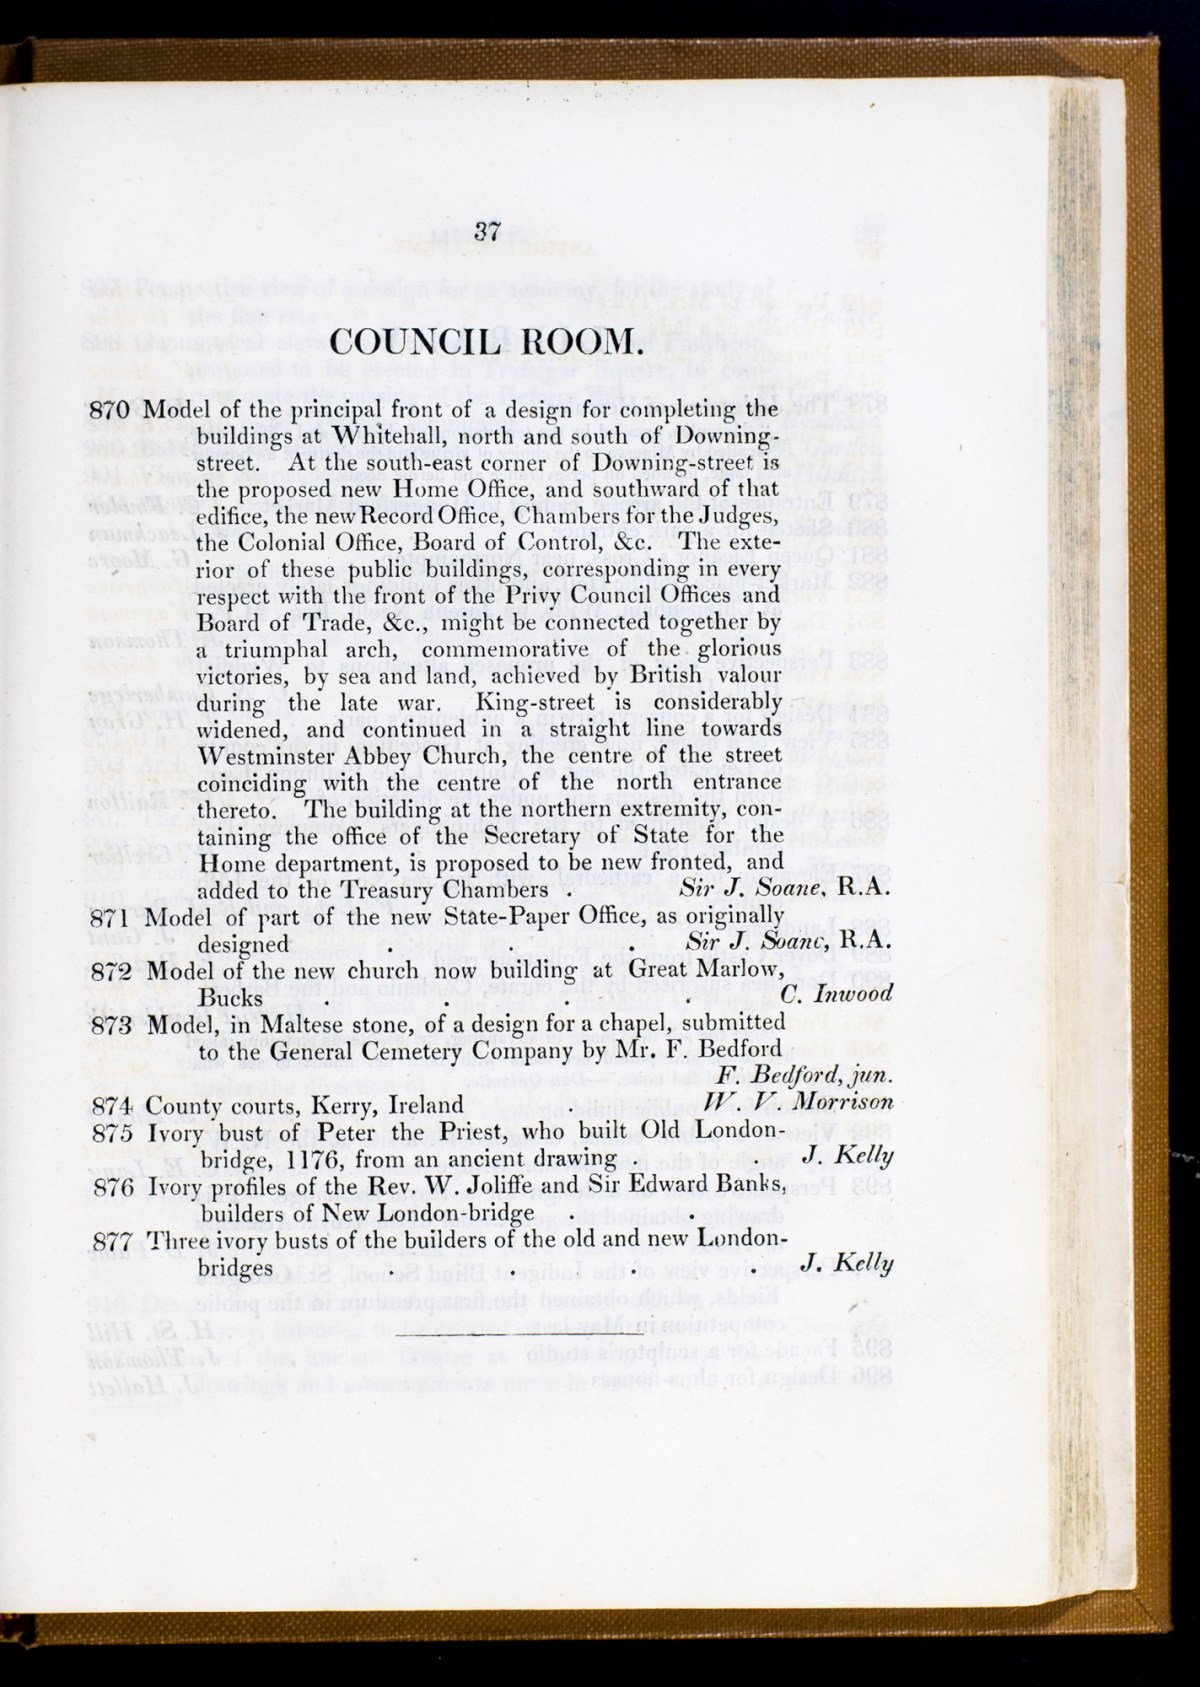 37
COUNCIL ROOM.
870 Model of the principal front of a design for completing the
buildings at Whitehall, north and south of Downing-
street. At the south-east corner of Downing-street is
the proposed new Home Office, and southward of that
edifice, the new Record Office, Chambers for the Judges,
the Colonial Office, Board of Control, &c. The exte-
rior of these public buildings, corresponding in every
respect with the front of the Privy Council Offices and
Board of Trade, &c., might be connected together by
a triumphal arch, commemorative of the glorious
victories, by sea and land, achieved by British valour
during the late war. King-street is considerably
widened, and continued in a straight line towards
Westminster Abbey Church, the centre of the street
coinciding with the centre of the north entrance
thereto. The building at the northern extremity, con-
taining the office of the Secretary of State for the
Home department, is proposed to be new fronted, and
added to the Treasury Chambers . Sir J. Soane, R.A.
871 Model of part of the new State-Paper Office, as originally
designed . . . Sir J. Soane, R.A.
872 Model of the new church now building at Great Marlow,
Bucks . . . . C. Inwood
873 Model, in Maltese stone, of a design for a chapel, submitted
to the General Cemetery Company by Mr. F. Bedford
F. Bedford, jun.
874 County courts, Kerry, Ireland . W. V. Morrison
875 Ivory bust of Peter the Priest, who built Old London-
bridge, 1176, from an ancient drawing . . J. Kelly
876 Ivory profiles of the Rev. W. Joliffe and Sir Edward Banks,
builders of New London-bridge . .
877 Three ivory busts of the builders of the old and new London-
bridges . . . . J. Kelly